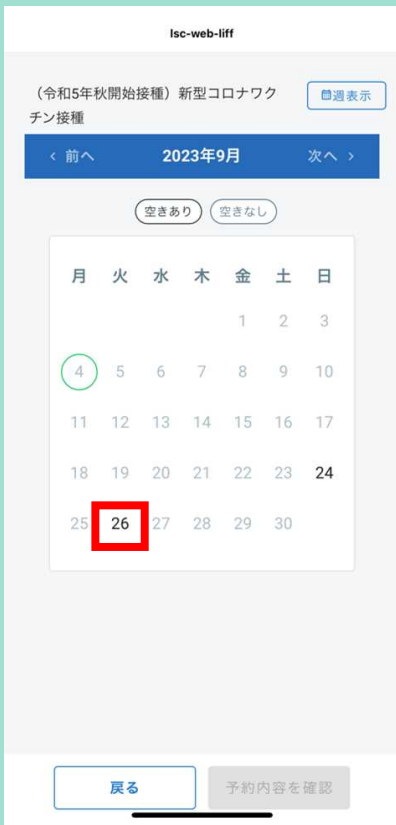 lsc-web-liff
（令和5年秋開始接種）新型コロナワク
チン接種
週表示
< 前へ 2023年9月 次へ >
空きあり 空きなし
月 火 水 木 金 土 日
1 2 3
4 5 6 7 8 9 10
11 12 13 14 15 16 17
18 19 20 21 22 23 24
25 26 27 28 29 30
戻る 予約内容を確認